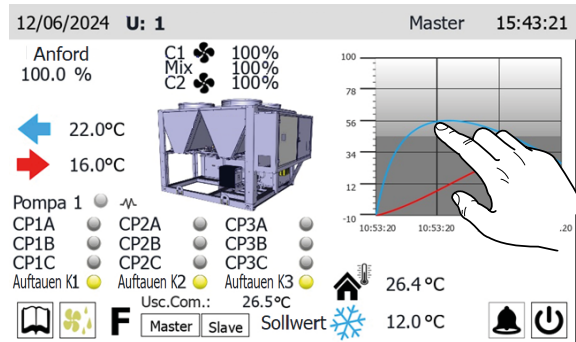 12/06/2024 U: 1 Master 15:43:21
Anford
100.0 %
C1 100%
Mix 100%
C2 100%
22.0°C
16.0°C
100
78
56
34
12
-10
10:53:20 10:53:20 .20
Pompa 1
CP1A CP2A CP3A
CP1B CP2B CP3B
CP1C CP2C CP3C
Auftauen K1 Auftauen K2 Auftauen K3
26.4 °C
F
Usc.Com.: 26.5°C
Master Slave
Sollwert 12.0 °C